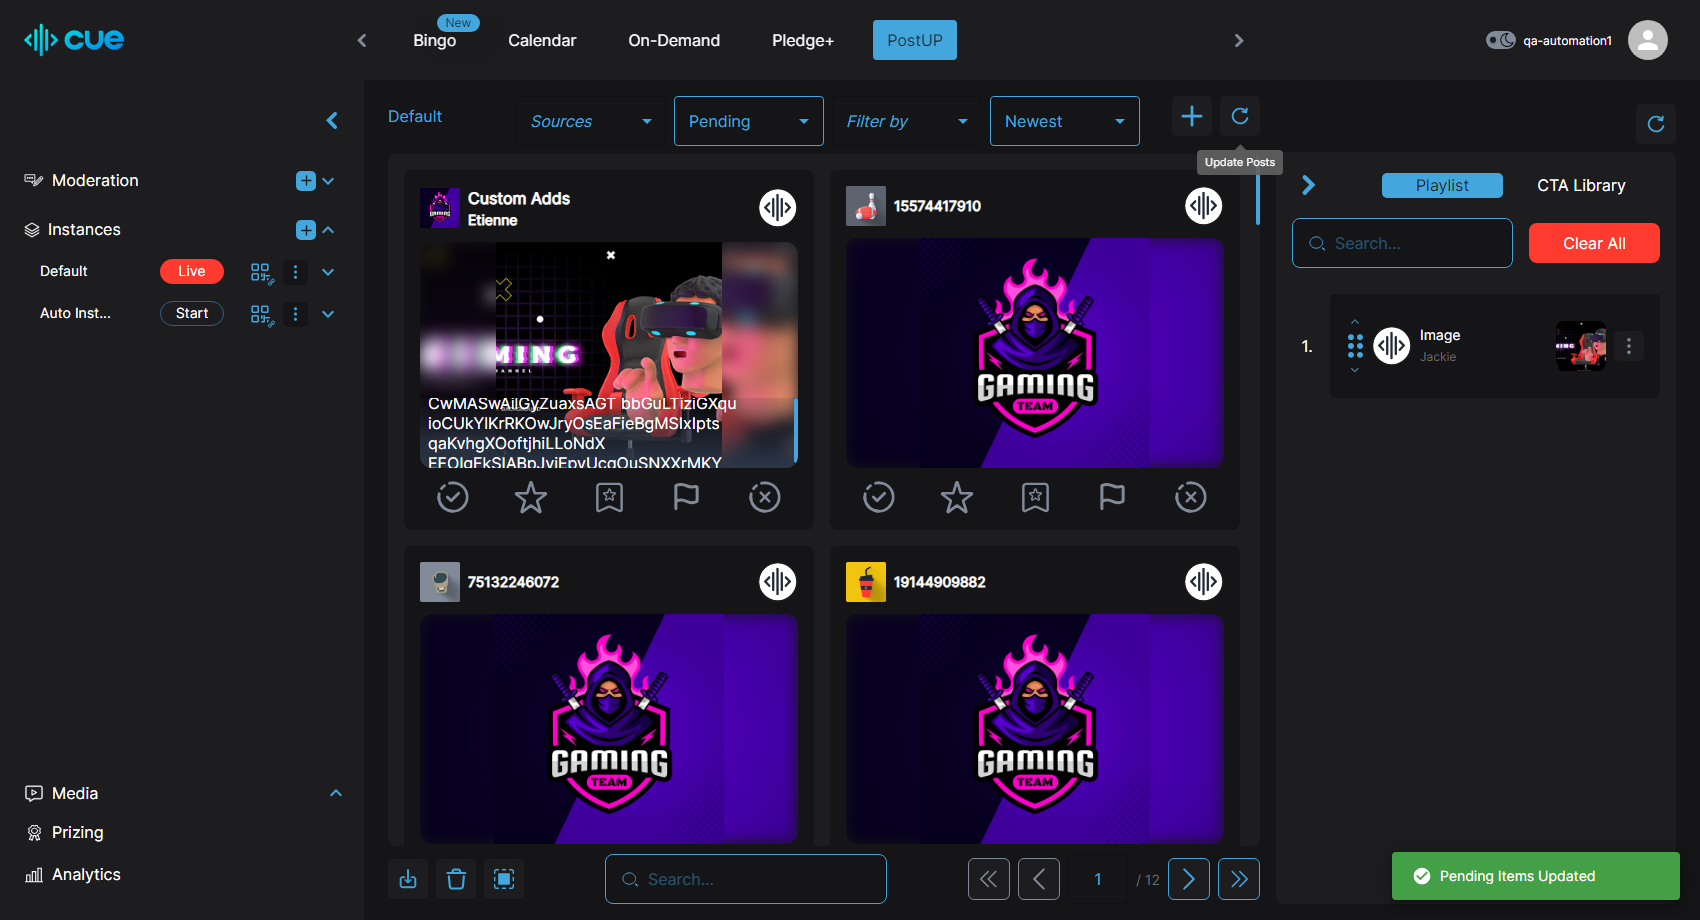 cue
New
Bingo
Calendar
On-Demand
Pledge+
PostUP
qa-automation1
Default
Sources
Pending
Filter by
Newest
Update Posts
Moderation
Instances
Default
Live
Auto Inst...
Start
Media
Prizing
Analytics
Custom Adds
Etienne
MING
CwMASwAilGyZuaxsAGT bbGuLTiziGXqu
ioCUkYlKrRKOwJryOsEaFieBgMSIxIpts
qaKvhgXOoftjhiLLoNdX
15574417910
GAMING
TEAM
75132246072
GAMING
TEAM
19144909882
GAMING
TEAM
Search...
1
/ 12
Playlist
CTA Library
Search...
Clear All
1.
Image
Jackie
Pending Items Updated